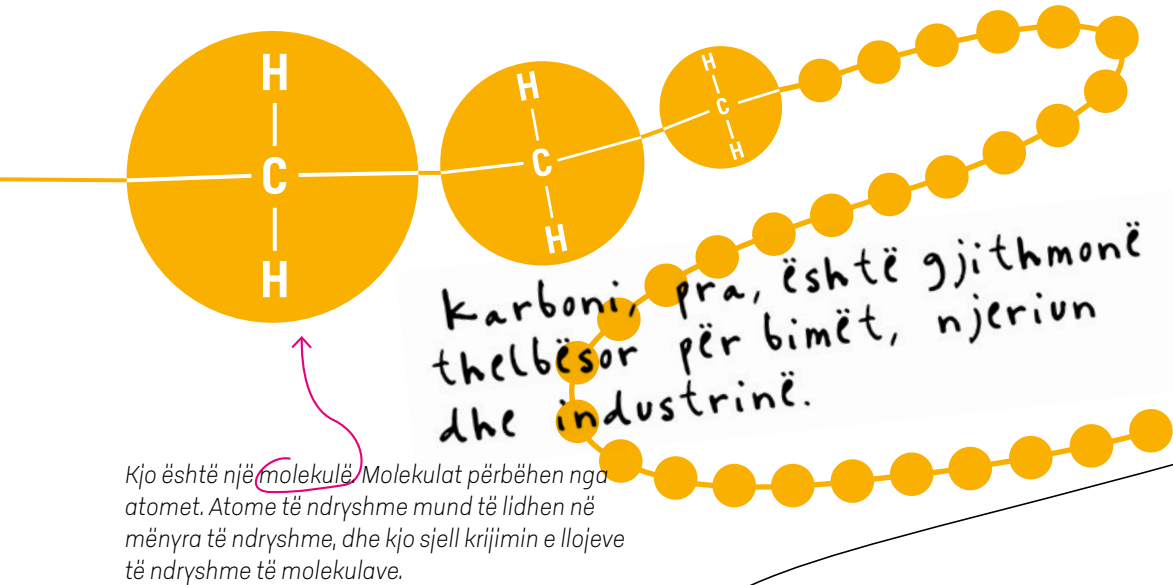 H
C
H
H
C
H
H
C
H
Karboni, pra, është gjithmonë
thelbësor për bimët, njeriun
dhe industrinë.
Kjo është një molekulë. Molekulat përbëhen nga
atomet. Atome të ndryshme mund të lidhen në
mënyra të ndryshme, dhe kjo sjell krijimin e llojeve
të ndryshme të molekulave.